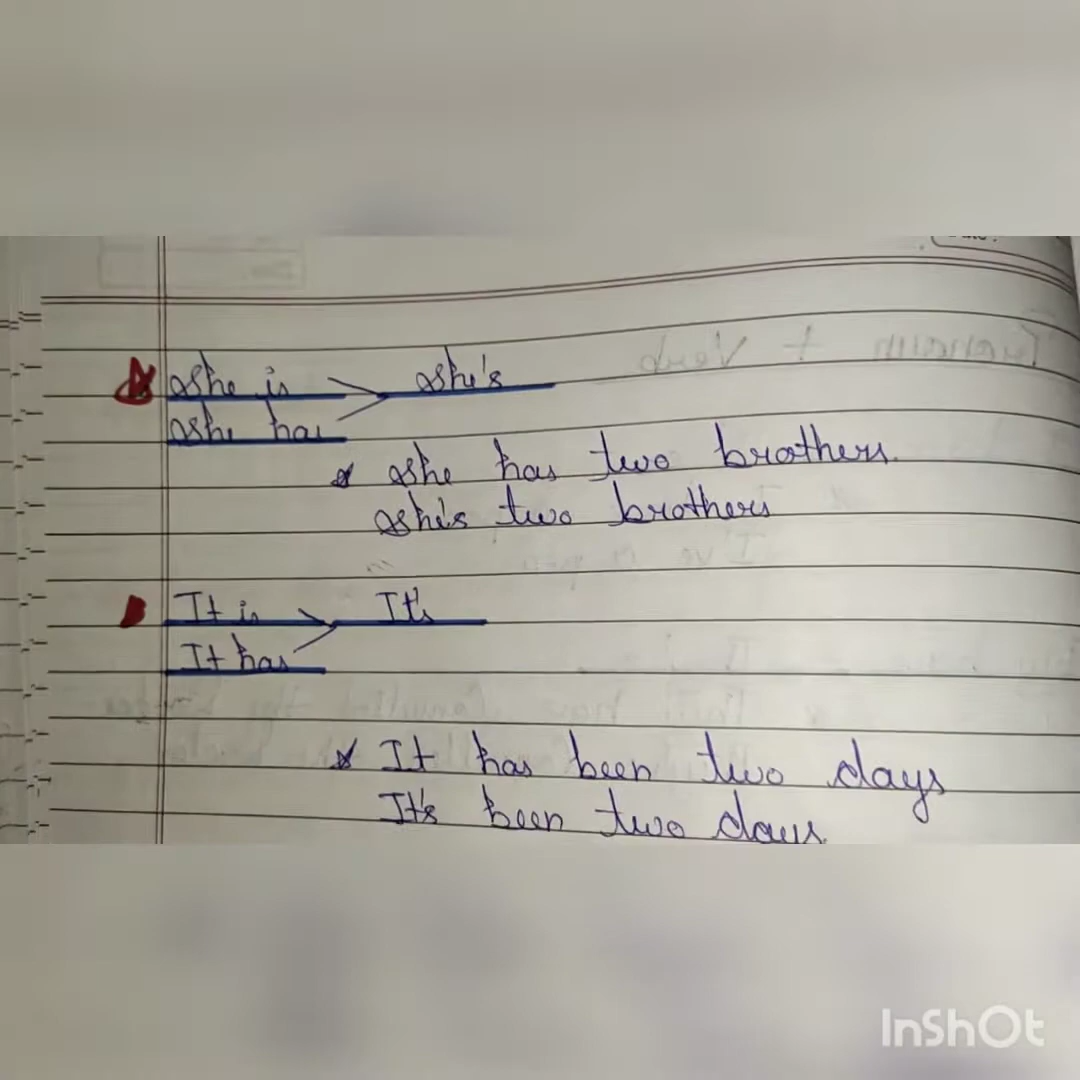 She is She's
She has
She has two brothers.
She's two brothers
It is It's
It has
It has been two days
It's been two days.
InShOt